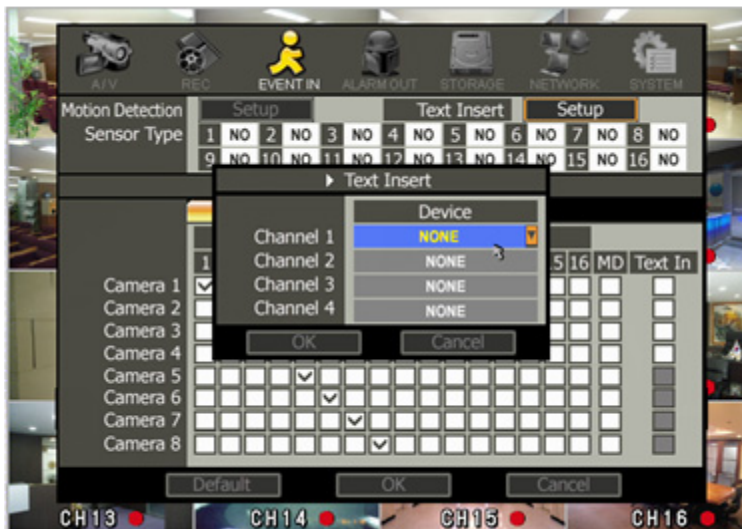 A/V REC EVENT IN ALARM OUT STORAGE NETWORK SYSTEM
Motion Detection Setup Text Insert Setup
Sensor Type 1 NO 2 NO 3 NO 4 NO 5 NO 6 NO 7 NO 8 NO
9 NO 10 NO 11 NO 12 NO 13 NO 14 NO 15 NO 16 NO
Text Insert
Device
Channel 1 NONE
Channel 2 NONE
Channel 3 NONE
Channel 4 NONE
OK Cancel
1 15 16 MD Text In
Camera 1
Camera 2
Camera 3
Camera 4
Camera 5
Camera 6
Camera 7
Camera 8
Default OK Cancel
CH13 CH14 CH15 CH16